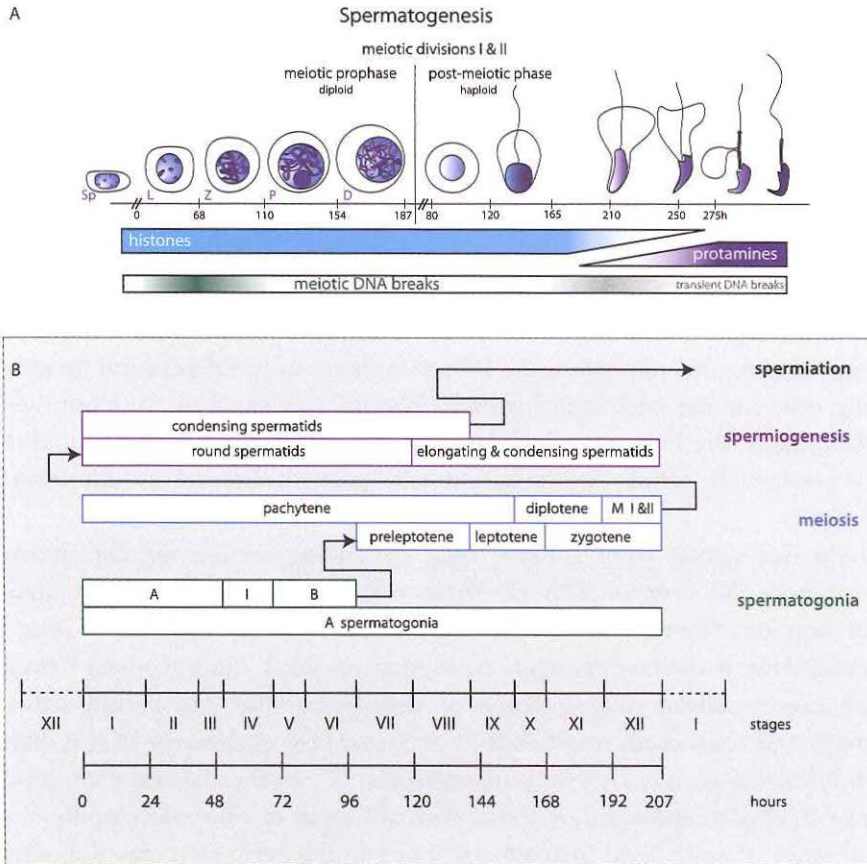 A
Spermatogenesis
meiotic divisions I & II
meiotic prophase
diploid
post-meiotic phase
haploid
Sp L Z P D
0 68 110 154 187 80 120 165 210 250 275h
histones
protamines
meiotic DNA breaks
transient DNA breaks
B
spermiation
condensing spermatids
spermiogenesis
round spermatids
elongating & condensing spermatids
pachytene
diplotene
M I &II
meiosis
preleptotene
leptotene
zygotene
A
I
B
spermatogonia
A spermatogonia
XII I II III IV V VI VII VIII IX X XI XII I stages
0 24 48 72 96 120 144 168 192 207 hours